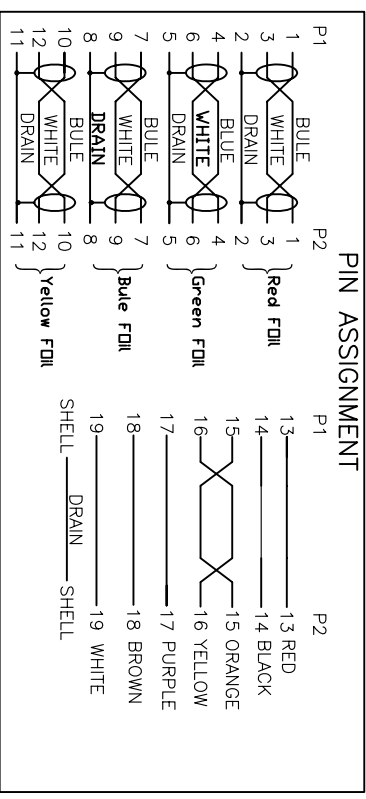 PIN ASSIGNMENT
P1 P2
1 BULE 1
3 WHITE 3
2 DRAIN 2
Red FOil
4 BLUE 4
6 WHITE 6
5 DRAIN 5
Green FOil
7 BULE 7
9 WHITE 9
8 DRAIN 8
Bule FOil
10 BULE 10
12 WHITE 12
11 DRAIN 11
Yellow FOil
P1 P2
13 13 RED
14 14 BLACK
15 15 ORANGE
16 16 YELLOW
17 17 PURPLE
18 18 BROWN
19 19 WHITE
SHELL DRAIN SHELL